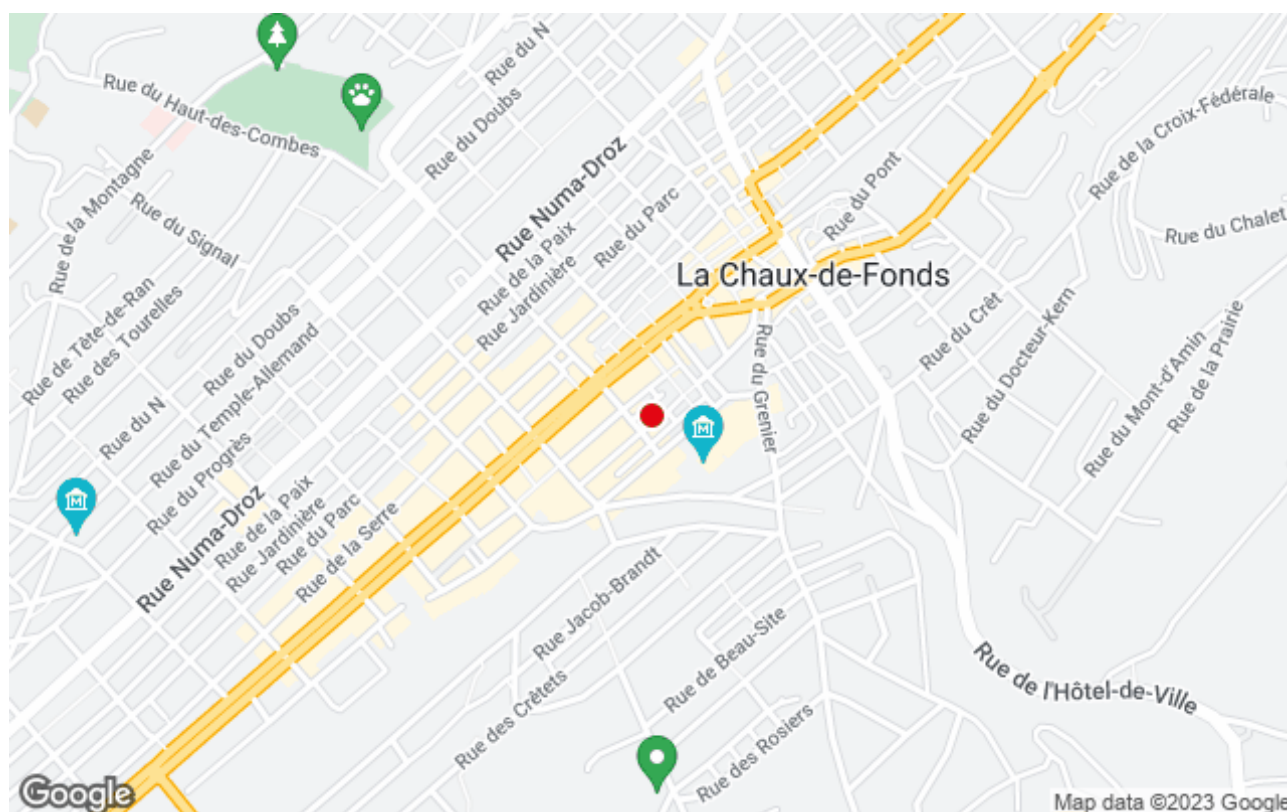 Rue du N
Rue du Haut-des-Combes
Rue du Doubs
Rue de la Montagne
Rue Numa-Droz
Rue du Parc
Rue de la Croix-Fédérale
Rue du Pont
Rue du Signal
Rue de la Paix
Rue Jardinière
Rue du Chalet
La Chaux-de-Fonds
Rue de Tête-de-Ran
Rue des Tourelles
Rue du Doubs
Rue du Temple-Allemand
Rue du Grenier
Rue du Crêt
Rue du Docteur-Kern
Rue du Mont-d'Amin
Rue de la Prairie
Rue du N
Rue du Progrès
M
M
Rue Numa-Droz
Rue de la Paix
Rue Jardinière
Rue du Parc
Rue de la Serre
Rue Jacob-Brandt
Rue de Beau-Site
Rue de l'Hôtel-de-Ville
Rue des Crêtets
Rue des Rosiers
Google
Map data ©2023 Google